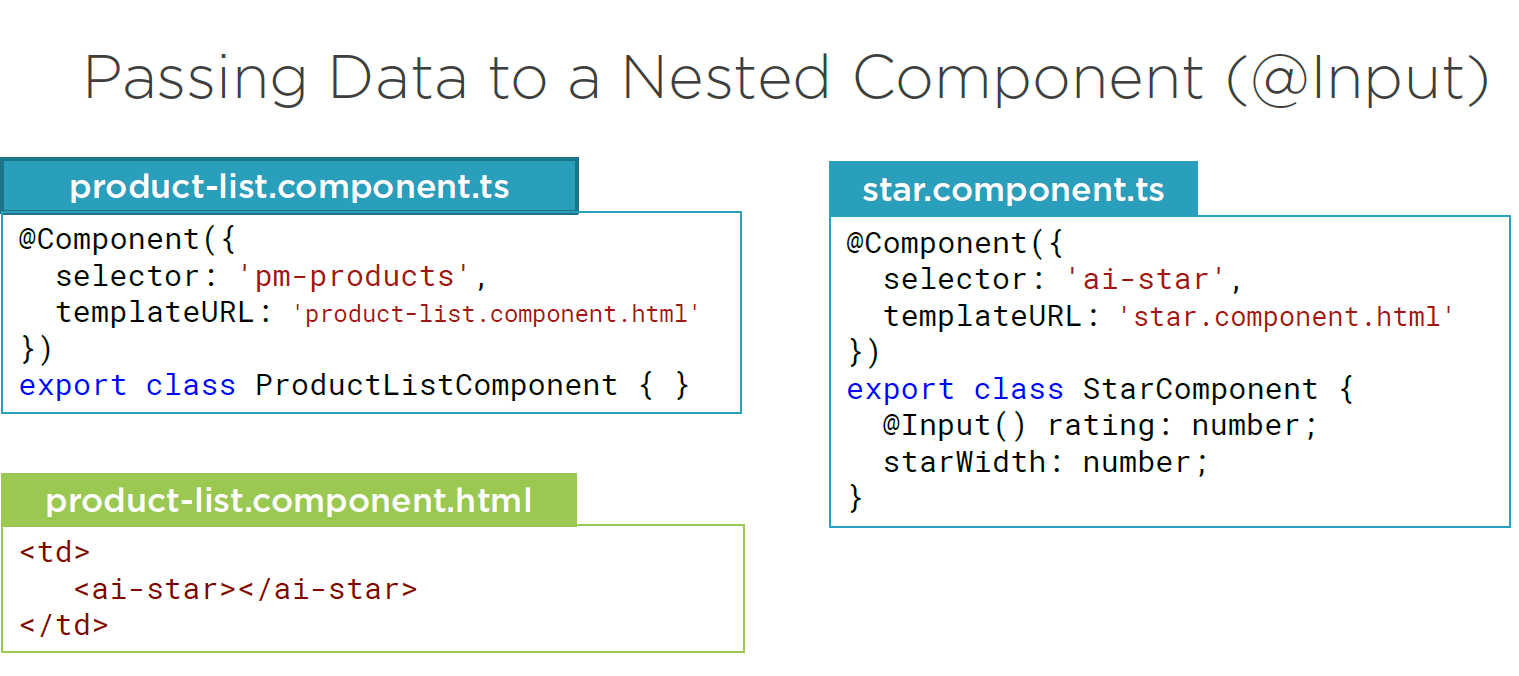 Passing Data to a Nested Component (@Input)
product-list.component.ts
@Component({
  selector: 'pm-products',
  templateURL: 'product-list.component.html'
})
export class ProductListComponent { }
product-list.component.html
<td>
   <ai-star></ai-star>
</td>
star.component.ts
@Component({
  selector: 'ai-star',
  templateURL: 'star.component.html'
})
export class StarComponent {
  @Input() rating: number;
  starWidth: number;
}